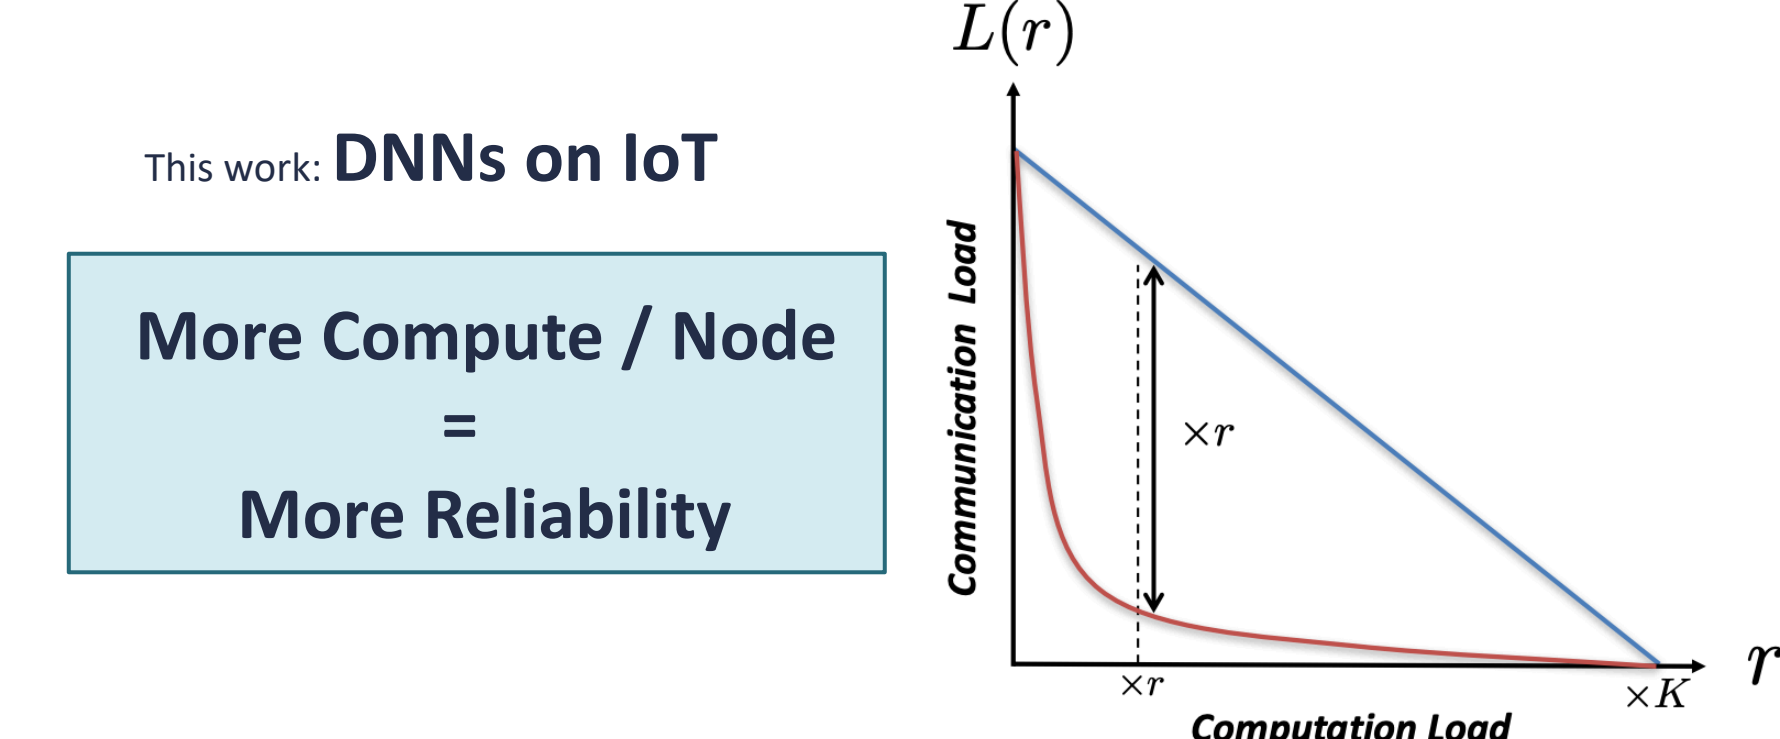 This work: DNNs on IoT
More Compute / Node
=
More Reliability
L(r)
Communication Load
×r
×r
×K
r
Computation Load